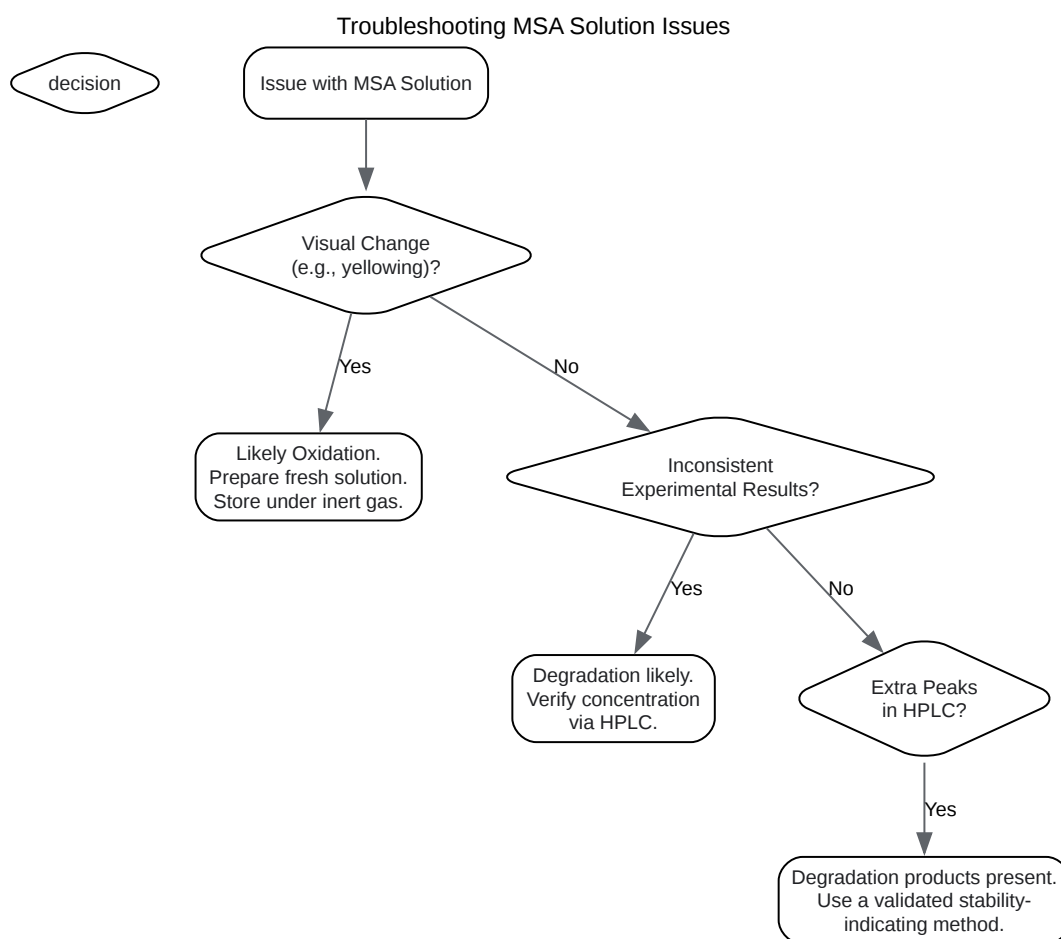 Troubleshooting MSA Solution Issues
decision
Issue with MSA Solution
Visual Change
(e.g., yellowing)?
Yes
No
Likely Oxidation.
Prepare fresh solution.
Store under inert gas.
Inconsistent
Experimental Results?
Yes
No
Degradation likely.
Verify concentration
via HPLC.
Extra Peaks
in HPLC?
Yes
Degradation products present.
Use a validated stability-
indicating method.